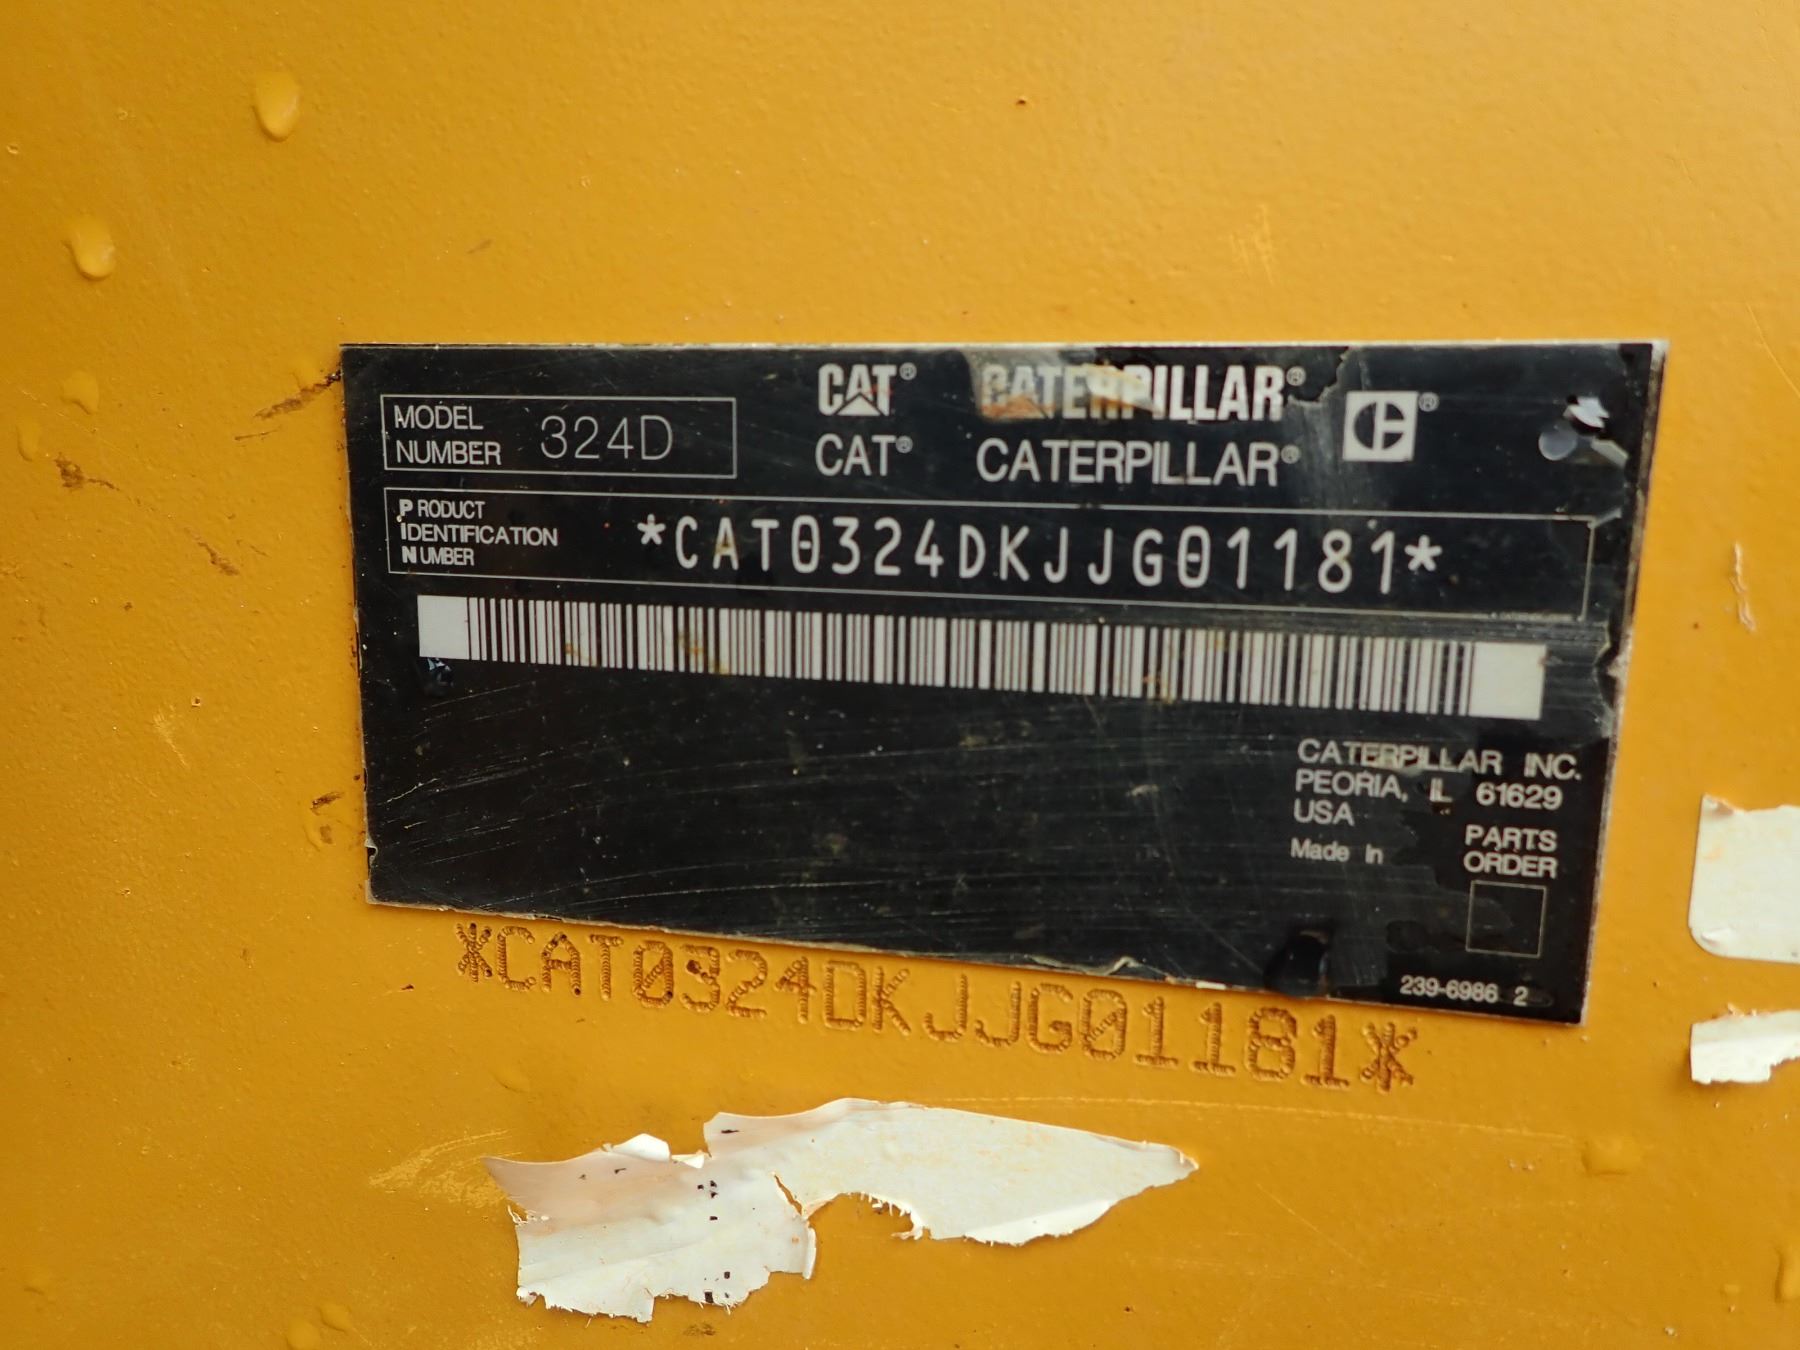 MODEL
NUMBER 324D
CAT® CATERPILLAR® ®
CAT® CATERPILLAR®
PRODUCT
IDENTIFICATION
NUMBER
*CAT0324DKJJG01181*
CATERPILLAR INC.
PEORIA, IL 61629
USA
Made in
PARTS
ORDER
239-6986 2
*CAT0324DKJJG01181*